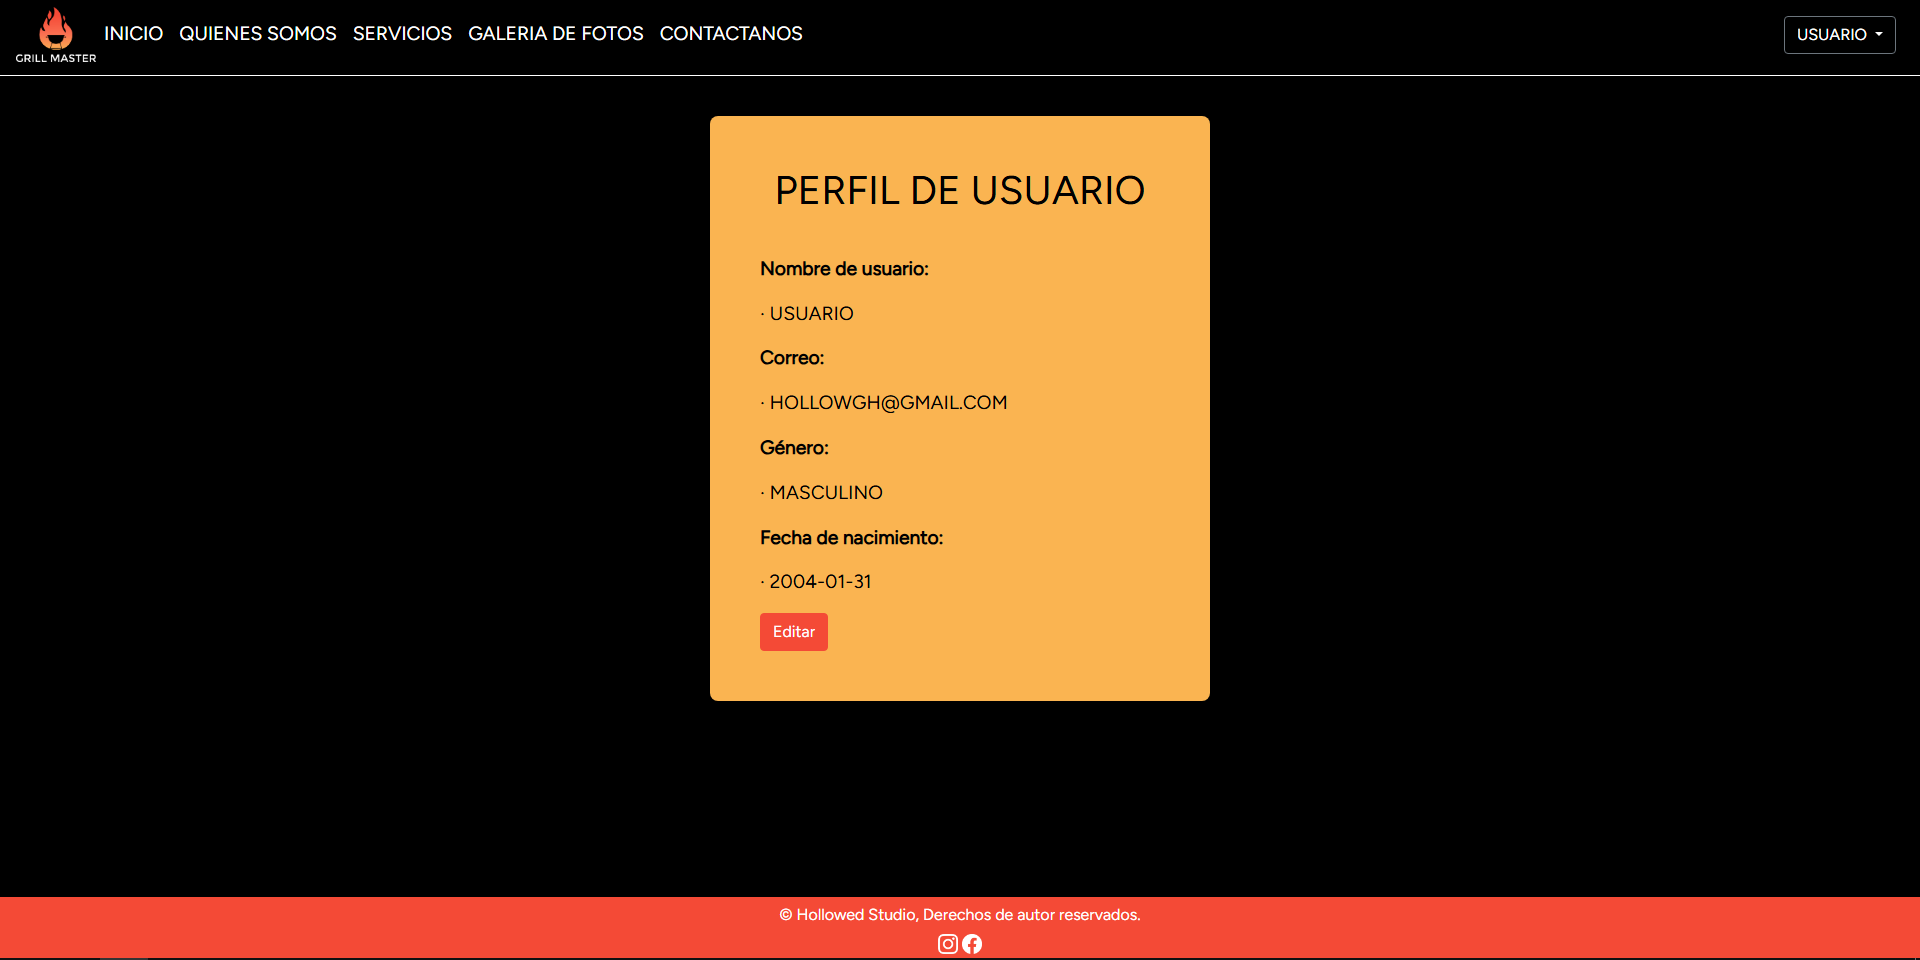 GRILL MASTER
INICIO QUIENES SOMOS SERVICIOS GALERIA DE FOTOS CONTACTANOS USUARIO
PERFIL DE USUARIO
Nombre de usuario:
· USUARIO
Correo:
· HOLLOWGH@GMAIL.COM
Género:
· MASCULINO
Fecha de nacimiento:
· 2004-01-31
Editar
© Hollowed Studio, Derechos de autor reservados.